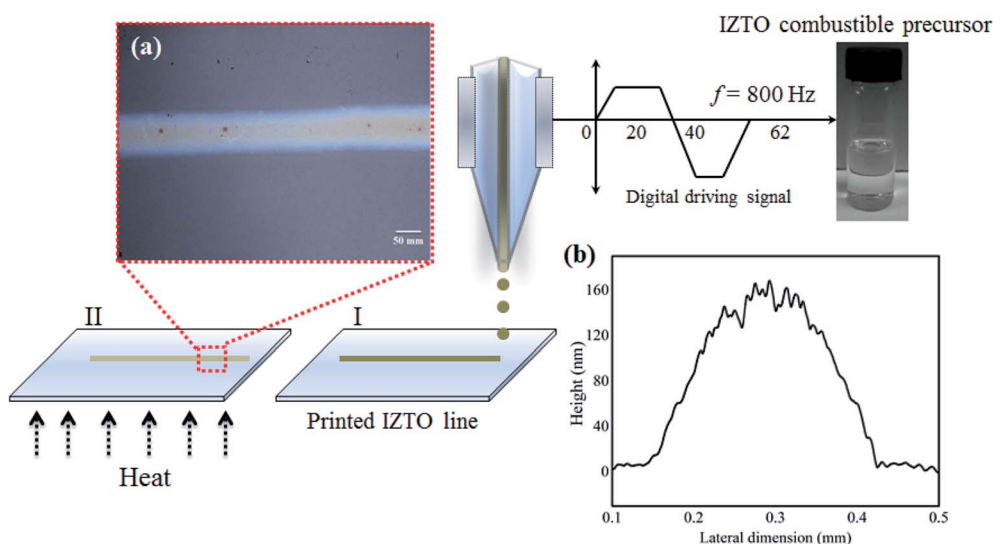 IZTO combustible precursor
(a)
f = 800 Hz
0 20 40 62
Digital driving signal
50 mm
(b)
II
I
Printed IZTO line
Heat
160
120
80
40
0
Height (nm)
0.1 0.2 0.3 0.4 0.5
Lateral dimension (mm)